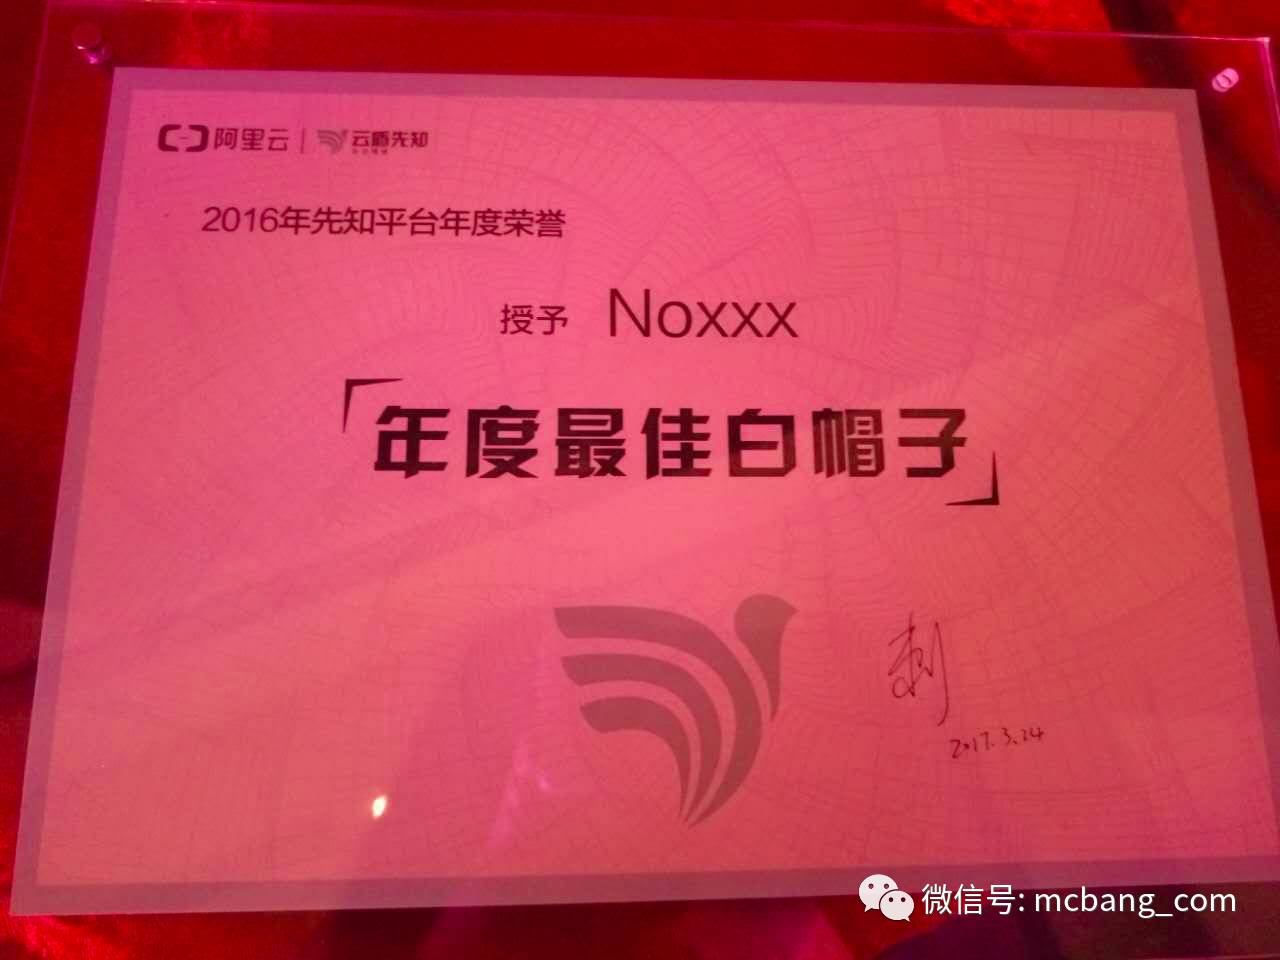 阿里云 | 云盾先知
2016年先知平台年度荣誉
授予 Noxxx
「年度最佳白帽子」
刺
2017.3.24
微信号: mcbang_com